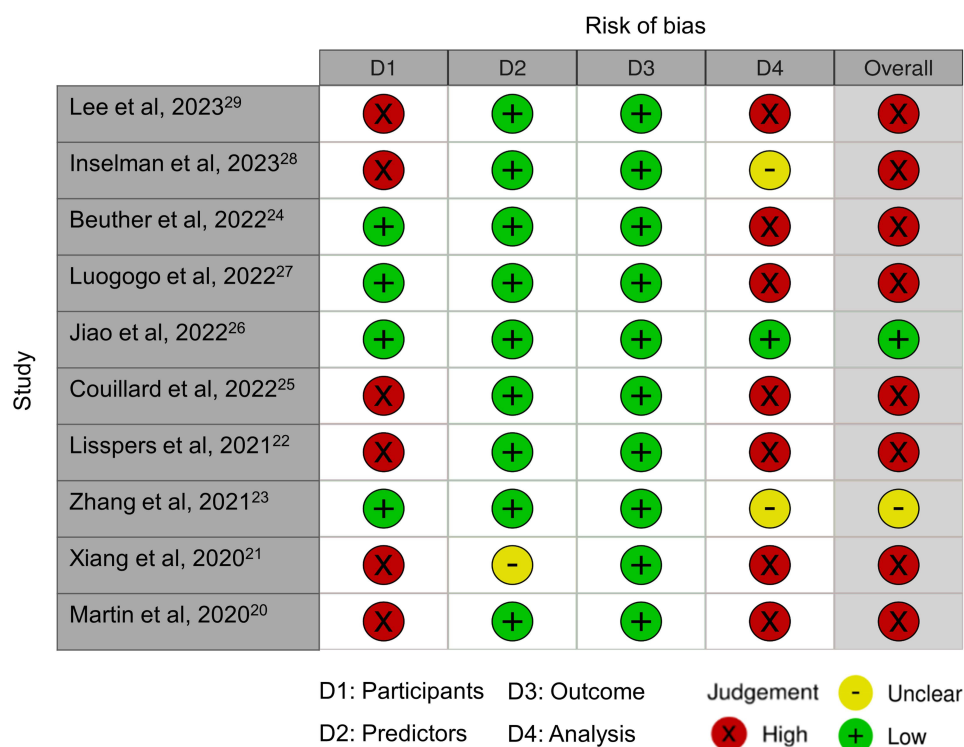 Risk of bias
D1 D2 D3 D4 Overall
Study
Lee et al, 2023²⁹ X + + X X
Inselman et al, 2023²⁸ X + + - X
Beuther et al, 2022²⁴ + + + X X
Luogogo et al, 2022²⁷ + + + X X
Jiao et al, 2022²⁶ + + + + +
Couillard et al, 2022²⁵ X + + X X
Lisspers et al, 2021²² X + + X X
Zhang et al, 2021²³ + + + - -
Xiang et al, 2020²¹ X - + X X
Martin et al, 2020²⁰ X + + X X
D1: Participants D3: Outcome Judgement - Unclear
D2: Predictors D4: Analysis X High + Low